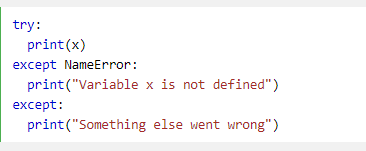 try:
  print(x)
except NameError:
  print("Variable x is not defined")
except:
  print("Something else went wrong")